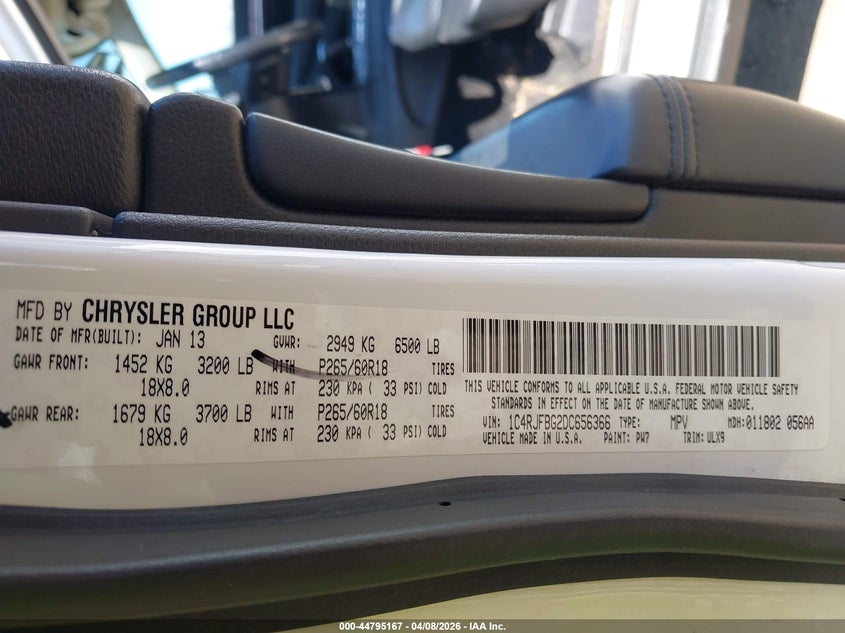 MFD BY CHRYSLER GROUP LLC
DATE OF MFR(BUILT): JAN 13 GVWR: 2949 KG 6500 LB
GAWR FRONT: 1452 KG 3200 LB WITH P265/60R18 TIRES
18X8.0 RIMS AT 230 KPA ( 33 PSI) COLD
GAWR REAR: 1679 KG 3700 LB WITH P265/60R18 TIRES
18X8.0 RIMS AT 230 KPA ( 33 PSI) COLD
THIS VEHICLE CONFORMS TO ALL APPLICABLE U.S.A. FEDERAL MOTOR VEHICLE SAFETY
STANDARDS IN EFFECT ON THE DATE OF MANUFACTURE SHOWN ABOVE.
VIN: 1C4RJFBG2DC656366 TYPE: MPV MDH:011802 056AA
VEHICLE MADE IN U.S.A. PAINT: PW7 TRIM: ULX9
000-44795167 - 04/08/2026 - IAA Inc.